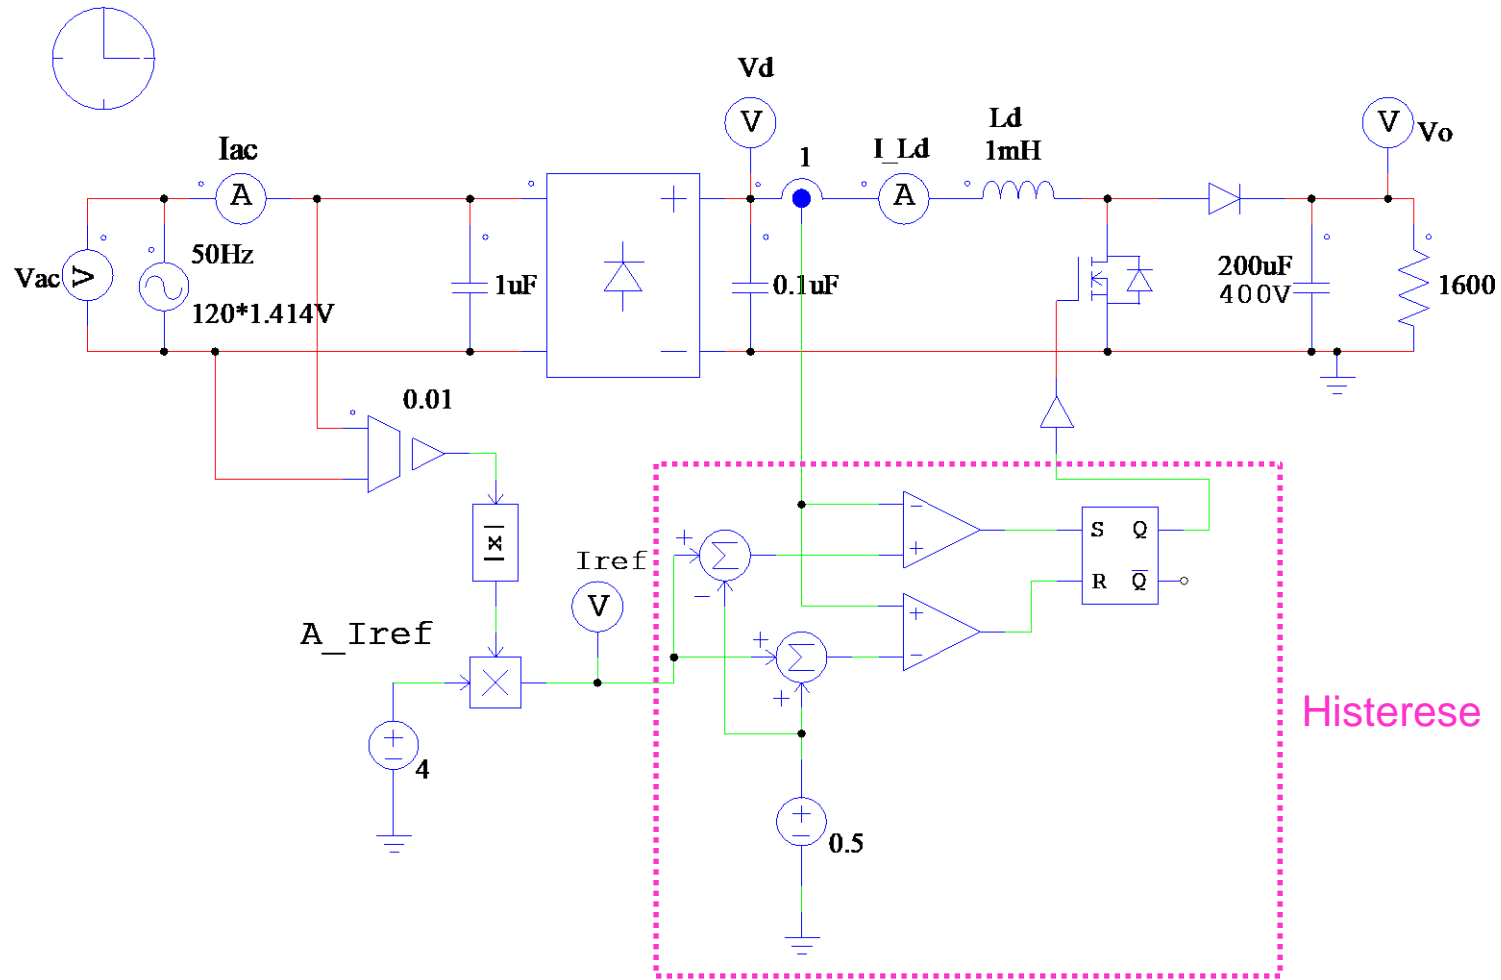 Vd
V
V
Vo
Iac
A
1
I_Ld
A
Ld
1mH
Vac
V
50Hz
120*1.414V
1uF
+
−
0.1uF
200uF
400V
1600
0.01
|x|
Iref
V
A_Iref
4
+
−
Σ
+
−
Σ
+
+
−
+
+
−
S Q
R Q̅
Histerese
+
−
0.5